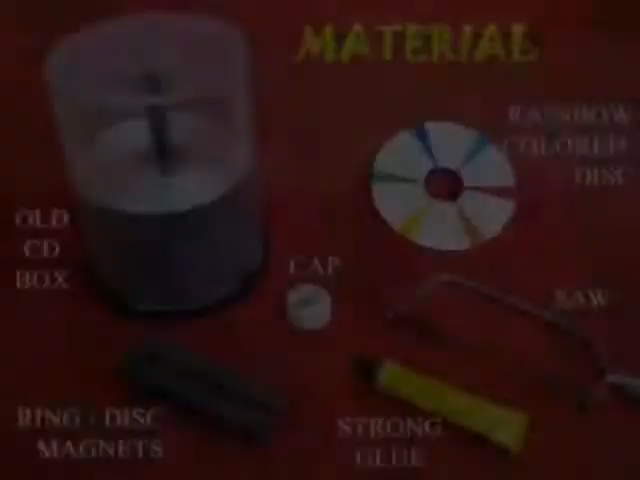 MATERIAL
RAINBOW
COLORED
DISC
OLD
CD
BOX
CAP
SAW
RING - DISC
MAGNETS
STRONG
GLUE